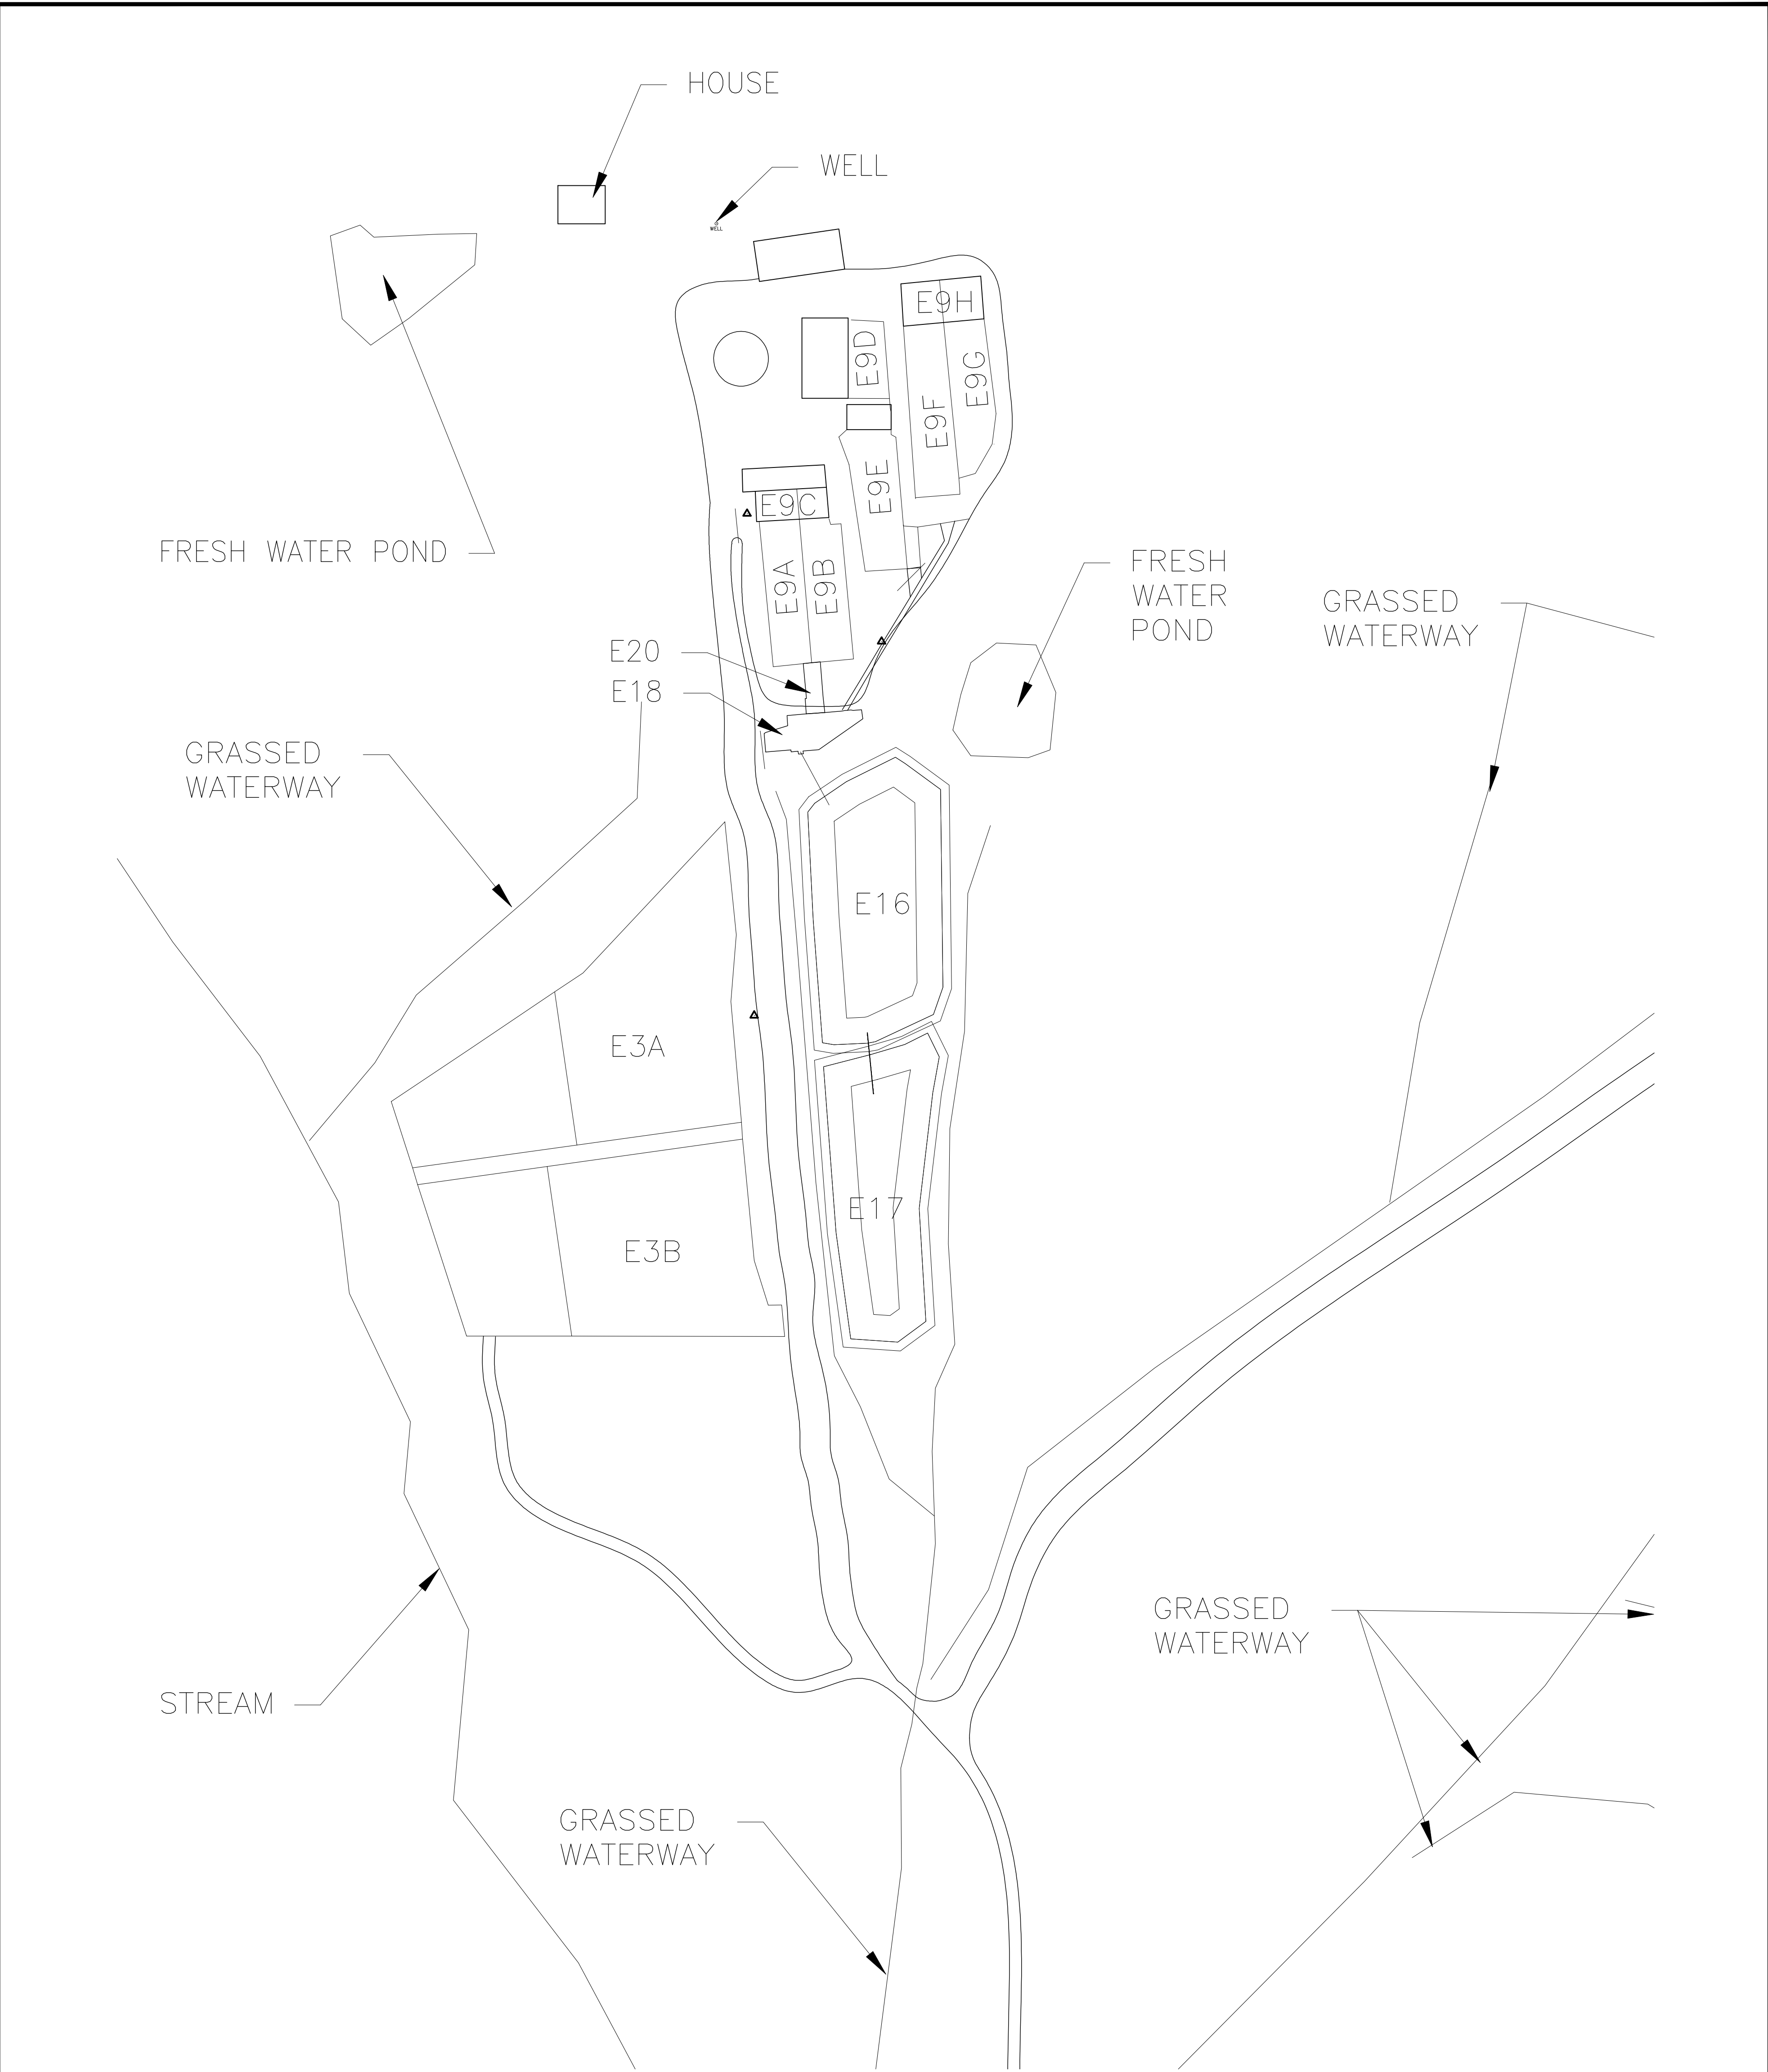 HOUSE
WELL
WELL
E9H
E9D
E9G
E9F
E9E
E9C
FRESH WATER POND
FRESH
WATER
POND
E9A
E9B
GRASSED
WATERWAY
E20
E18
GRASSED
WATERWAY
E16
E3A
E17
E3B
GRASSED
WATERWAY
STREAM
GRASSED
WATERWAY